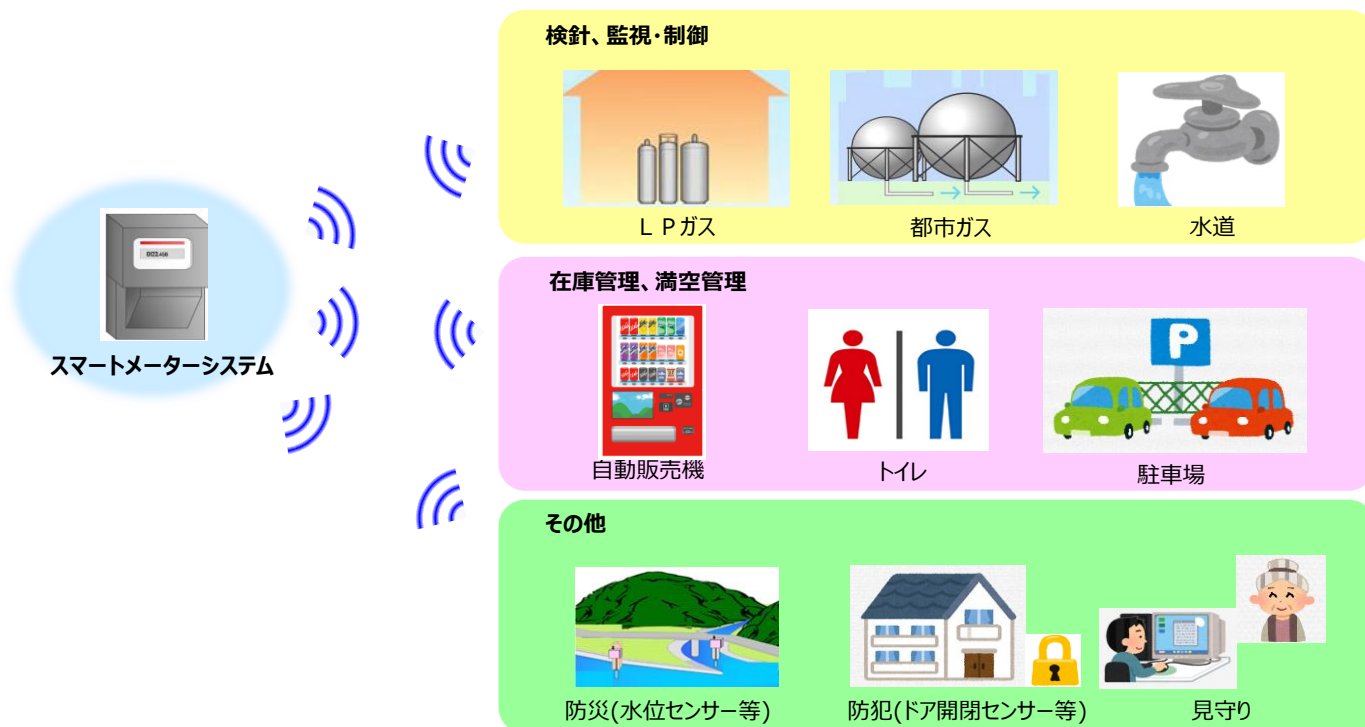 検針、監視・制御
LPガス
都市ガス
水道
スマートメーターシステム
在庫管理、満空管理
P
自動販売機
トイレ
駐車場
その他
防災(水位センサー等)
防犯(ドア開閉センサー等)
見守り